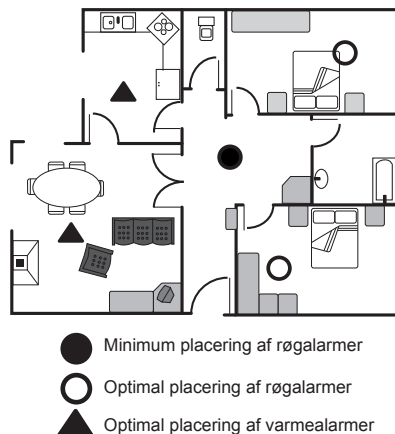 Minimum placering af røgalarmer
Optimal placering af røgalarmer
Optimal placering af varmealarmer